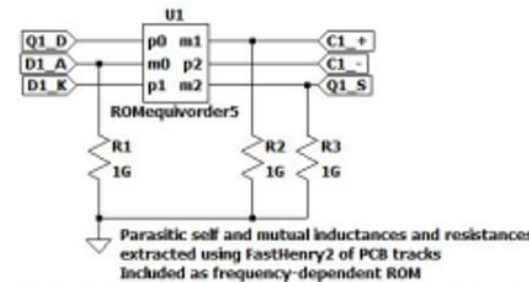 U1
Q1_D p0 m1 C1_+
D1_A m0 p2 C1_-
D1_K p1 m2 Q1_S
ROMequivorder5
R1 R2 R3
1G 1G 1G
Parasitic self and mutual inductances and resistances
extracted using FastHenry2 of PCB tracks
Included as frequency-dependent ROM